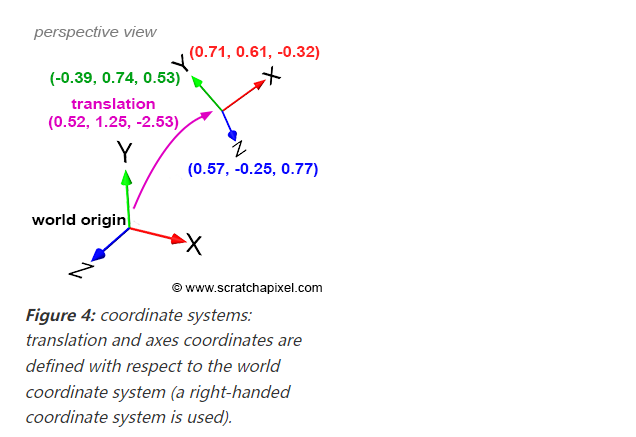 perspective view
(0.71, 0.61, -0.32)
Y
X
(-0.39, 0.74, 0.53)
translation
(0.52, 1.25, -2.53)
Z
Y
(0.57, -0.25, 0.77)
world origin
X
Z
© www.scratchapixel.com
Figure 4: coordinate systems:
translation and axes coordinates are
defined with respect to the world
coordinate system (a right-handed
coordinate system is used).